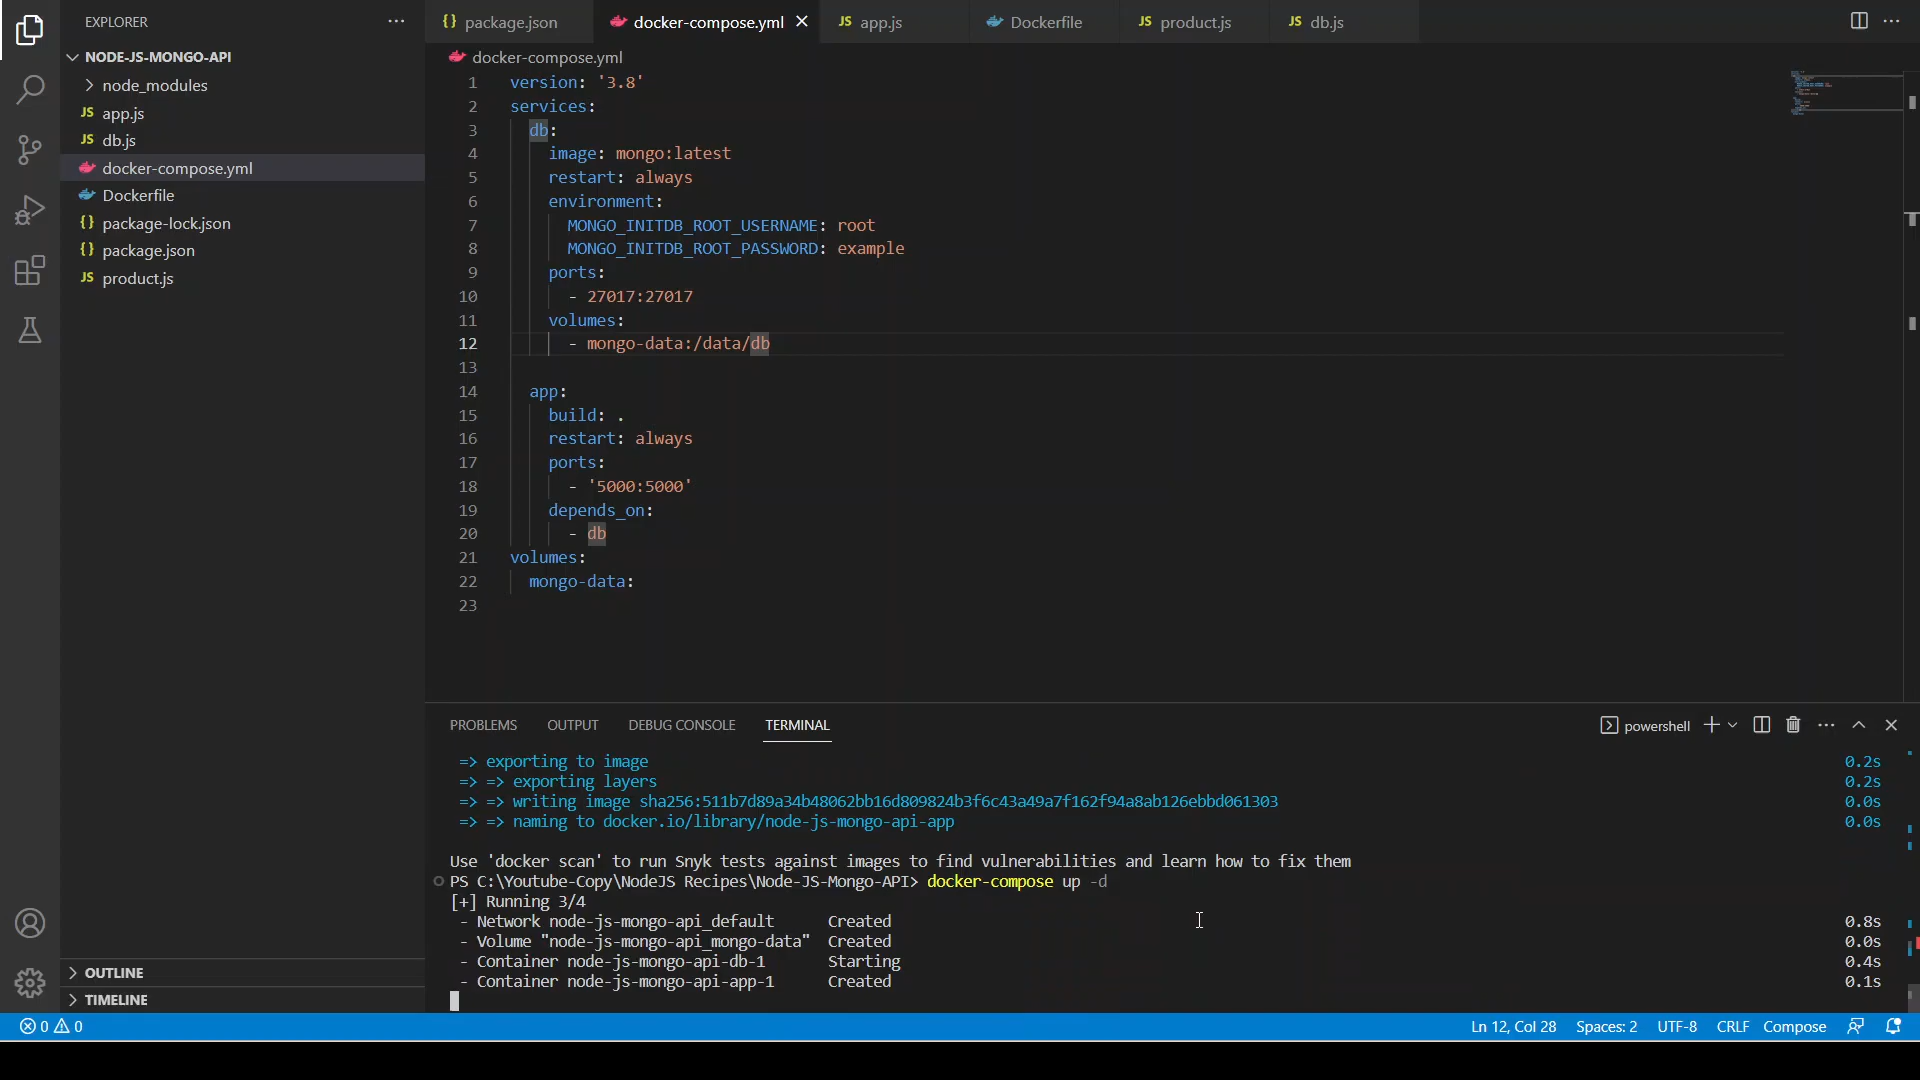 EXPLORER
NODE-JS-MONGO-API
node_modules
JS app.js
JS db.js
docker-compose.yml
Dockerfile
{} package-lock.json
{} package.json
JS product.js
OUTLINE
TIMELINE
{} package.json docker-compose.yml JS app.js Dockerfile JS product.js JS db.js
docker-compose.yml
1 version: '3.8'
2 services:
3 db:
4 image: mongo:latest
5 restart: always
6 environment:
7 MONGO_INITDB_ROOT_USERNAME: root
8 MONGO_INITDB_ROOT_PASSWORD: example
9 ports:
10 - 27017:27017
11 volumes:
12 - mongo-data:/data/db
13
14 app:
15 build: .
16 restart: always
17 ports:
18 - '5000:5000'
19 depends_on:
20 - db
21 volumes:
22 mongo-data:
23
PROBLEMS OUTPUT DEBUG CONSOLE TERMINAL powershell
=> exporting to image 0.2s
=> => exporting layers 0.2s
=> => writing image sha256:511b7d89a34b48062bb16d809824b3f6c43a49a7f162f94a8ab126ebbd061303 0.0s
=> => naming to docker.io/library/node-js-mongo-api-app 0.0s
Use 'docker scan' to run Snyk tests against images to find vulnerabilities and learn how to fix them
PS C:\Youtube-Copy\NodeJS Recipes\Node-JS-Mongo-API> docker-compose up -d
[+] Running 3/4
- Network node-js-mongo-api_default Created 0.8s
- Volume "node-js-mongo-api_mongo-data" Created 0.0s
- Container node-js-mongo-api-db-1 Starting 0.4s
- Container node-js-mongo-api-app-1 Created 0.1s
0 0 Ln 12, Col 28 Spaces: 2 UTF-8 CRLF Compose